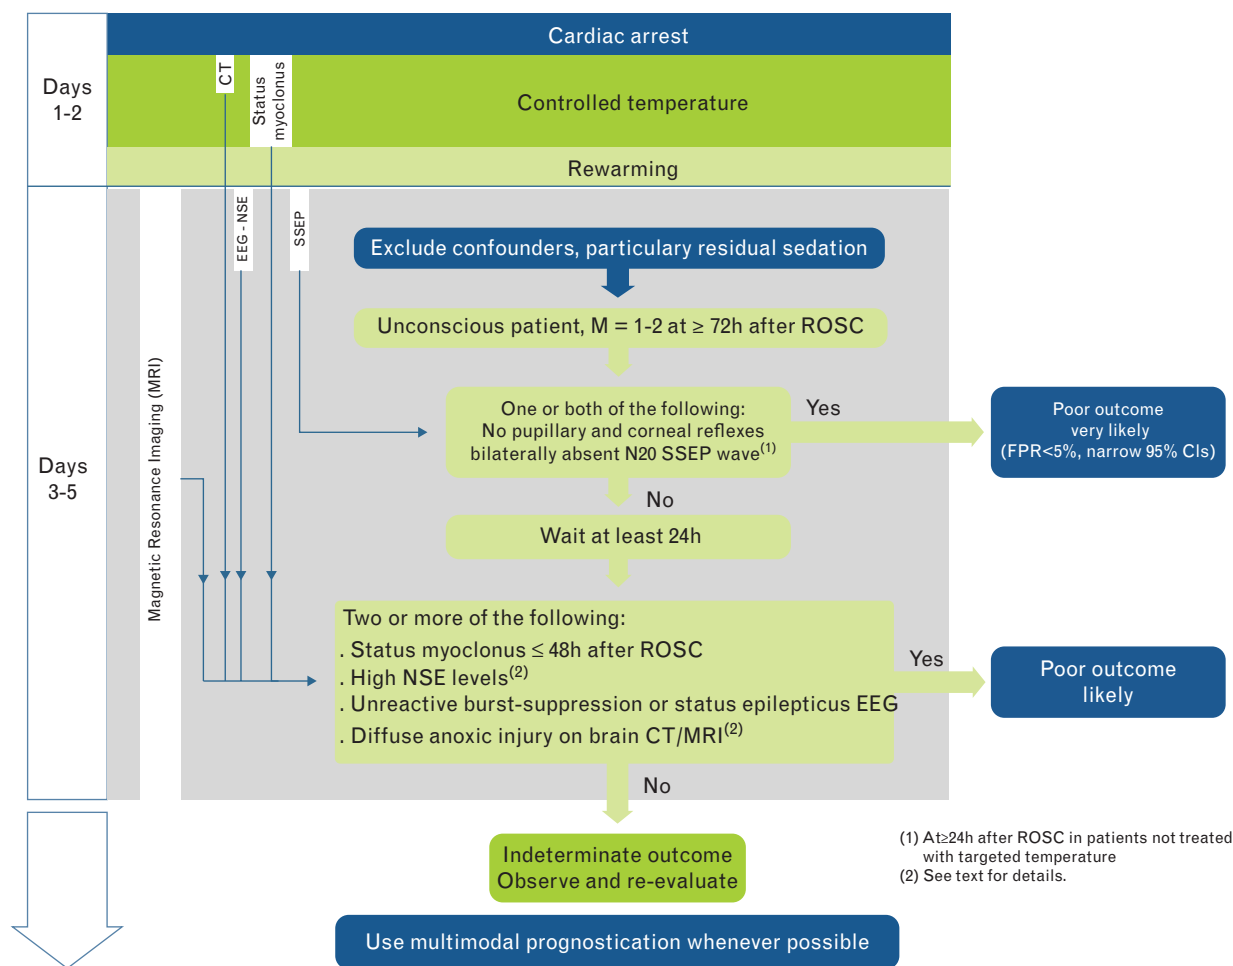 Cardiac arrest
Days
1-2
CT
Status
myoclonus
Controlled temperature
Rewarming
Days
3-5
Magnetic Resonance Imaging (MRI)
EEG - NSE
SSEP
Exclude confounders, particulary residual sedation
Unconscious patient, M = 1-2 at ≥ 72h after ROSC
One or both of the following:
No pupillary and corneal reflexes
bilaterally absent N20 SSEP wave(1)
Yes
Poor outcome
very likely
(FPR<5%, narrow 95% CIs)
No
Wait at least 24h
Two or more of the following:
. Status myoclonus ≤ 48h after ROSC
. High NSE levels(2)
. Unreactive burst-suppression or status epilepticus EEG
. Diffuse anoxic injury on brain CT/MRI(2)
Yes
Poor outcome
likely
No
Indeterminate outcome
Observe and re-evaluate
(1) At≥24h after ROSC in patients not treated
with targeted temperature
(2) See text for details.
Use multimodal prognostication whenever possible